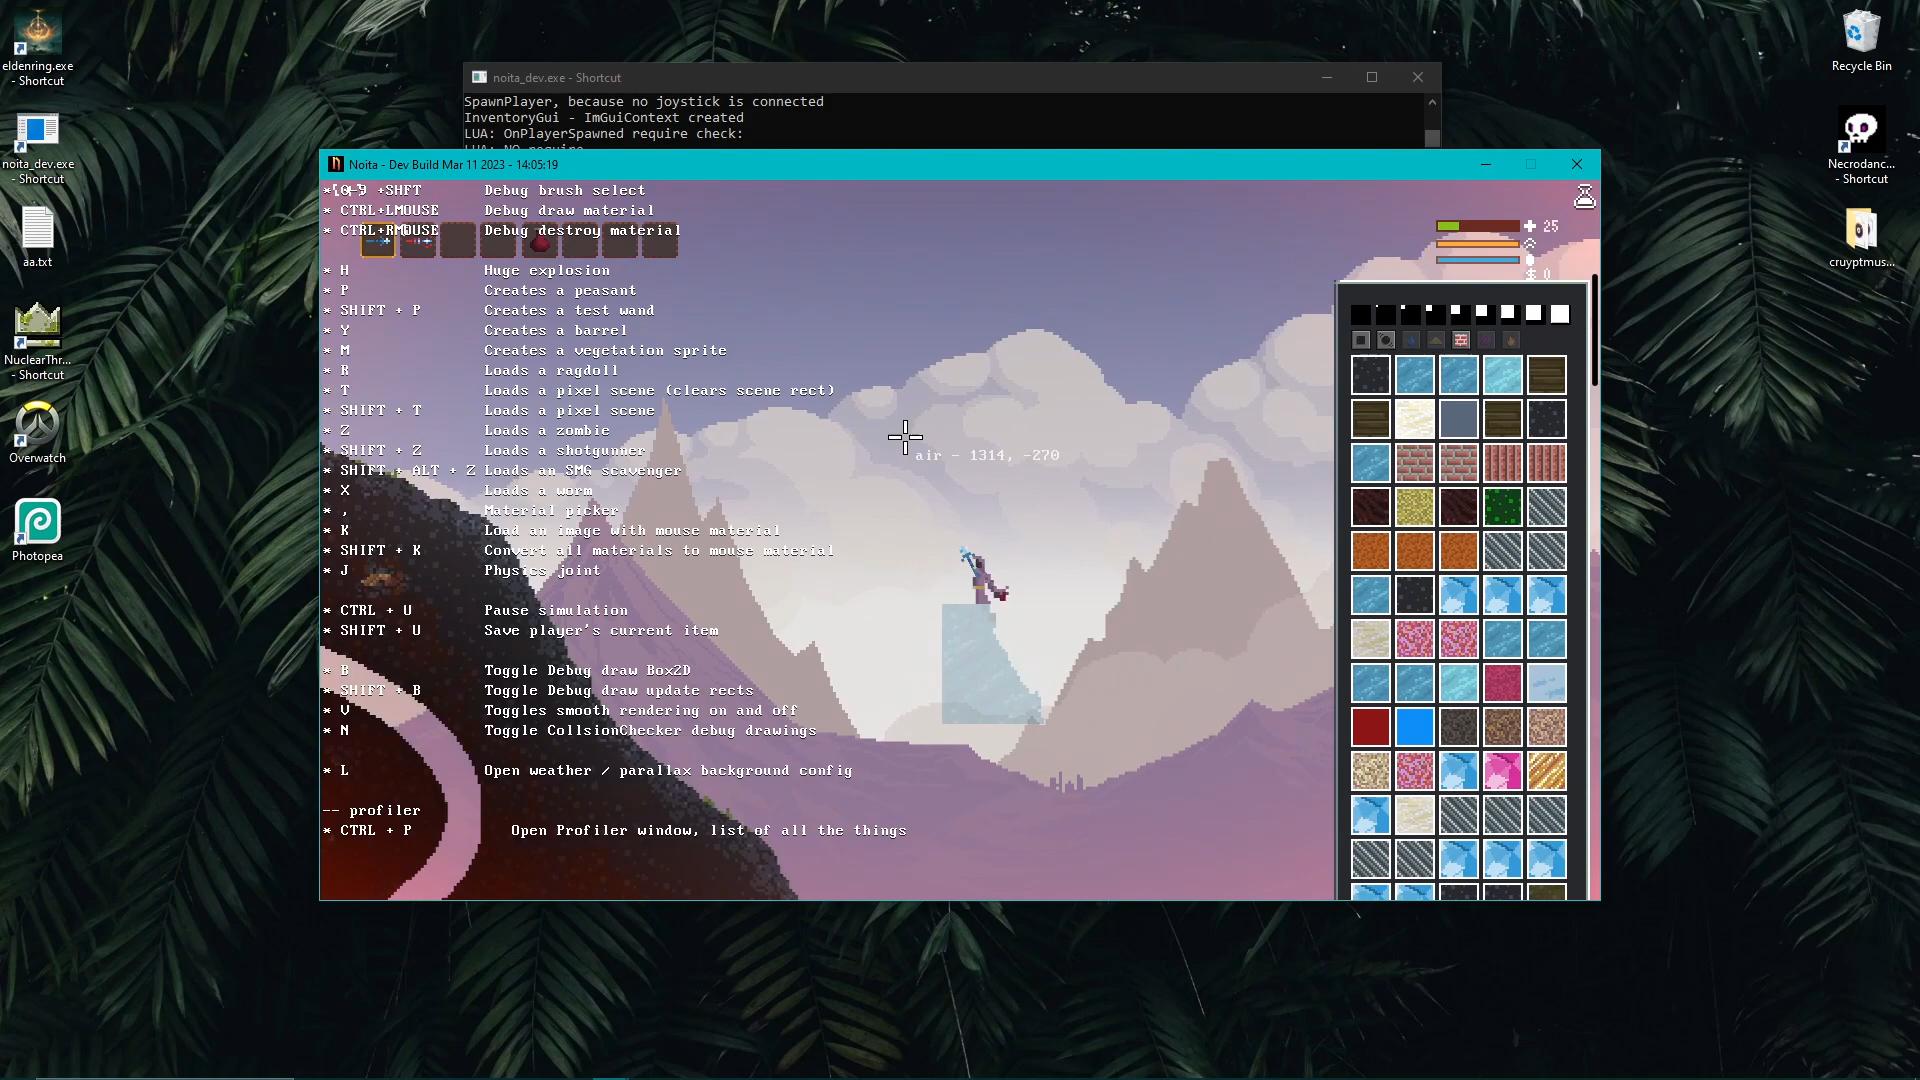 eldenring.exe
- Shortcut
noita_dev.exe
- Shortcut
aa.txt
NuclearThr...
- Shortcut
Overwatch
Photopea
Recycle Bin
Necrodanc...
- Shortcut
cruyptmus...
noita_dev.exe - Shortcut
SpawnPlayer, because no joystick is connected
InventoryGui - ImGuiContext created
LUA: OnPlayerSpawned require check:
Noita - Dev Build Mar 11 2023 - 14:05:19
+SHFT Debug brush select
* CTRL+LMOUSE Debug draw material
* CTRL+RMOUSE Debug destroy material
* H Huge explosion
* P Creates a peasant
* SHIFT + P Creates a test wand
* Y Creates a barrel
* M Creates a vegetation sprite
* R Loads a ragdoll
* T Loads a pixel scene (clears scene rect)
* SHIFT + T Loads a pixel scene
* Z Loads a zombie
* SHIFT + Z Loads a shotgunner
* SHIFT + ALT + Z Loads an SMG scavenger
* X Loads a worm
* , Material picker
* K Load an image with mouse material
* SHIFT + K Convert all materials to mouse material
* J Physics joint
* CTRL + U Pause simulation
* SHIFT + U Save player's current item
* B Toggle Debug draw Box2D
* SHIFT + B Toggle Debug draw update rects
* V Toggles smooth rendering on and off
* N Toggle CollsionChecker debug drawings
* L Open weather / parallax background config
-- profiler
* CTRL + P Open Profiler window, list of all the things
25
$ 0
air - 1314, -270